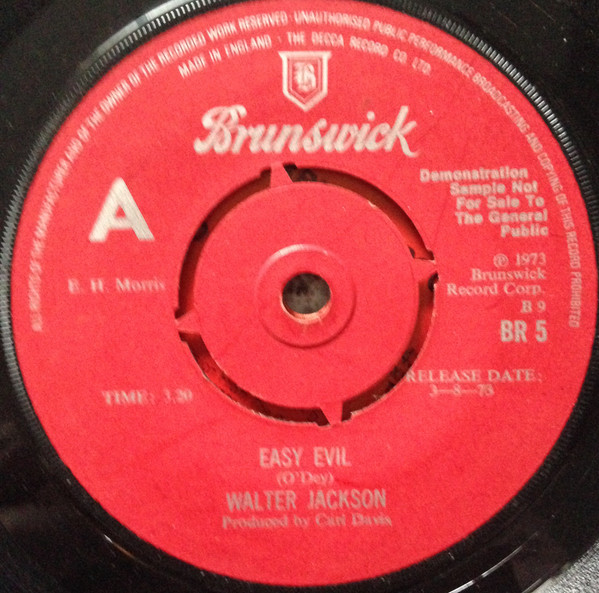 ALL RIGHTS OF THE MANUFACTURER AND OF THE OWNER OF THE RECORDED WORK RESERVED. UNAUTHORISED PUBLIC PERFORMANCE BROADCASTING AND COPYING OF THIS RECORD PROHIBITED
MADE IN ENGLAND · THE DECCA RECORD CO. LTD.
B
Brunswick
A
Demonstration
Sample Not
For Sale To
The General
Public
E. H. Morris
℗ 1973
Brunswick
Record Corp.
B 9
BR 5
TIME: 3.20
RELEASE DATE:
3—8—73
EASY EVIL
(O'Dey)
WALTER JACKSON
Produced by Carl Davis